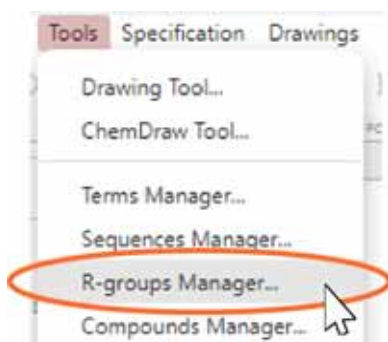 Tools Specification Drawings
Drawing Tool...
ChemDraw Tool...
Terms Manager...
Sequences Manager...
R-groups Manager...
Compounds Manager...